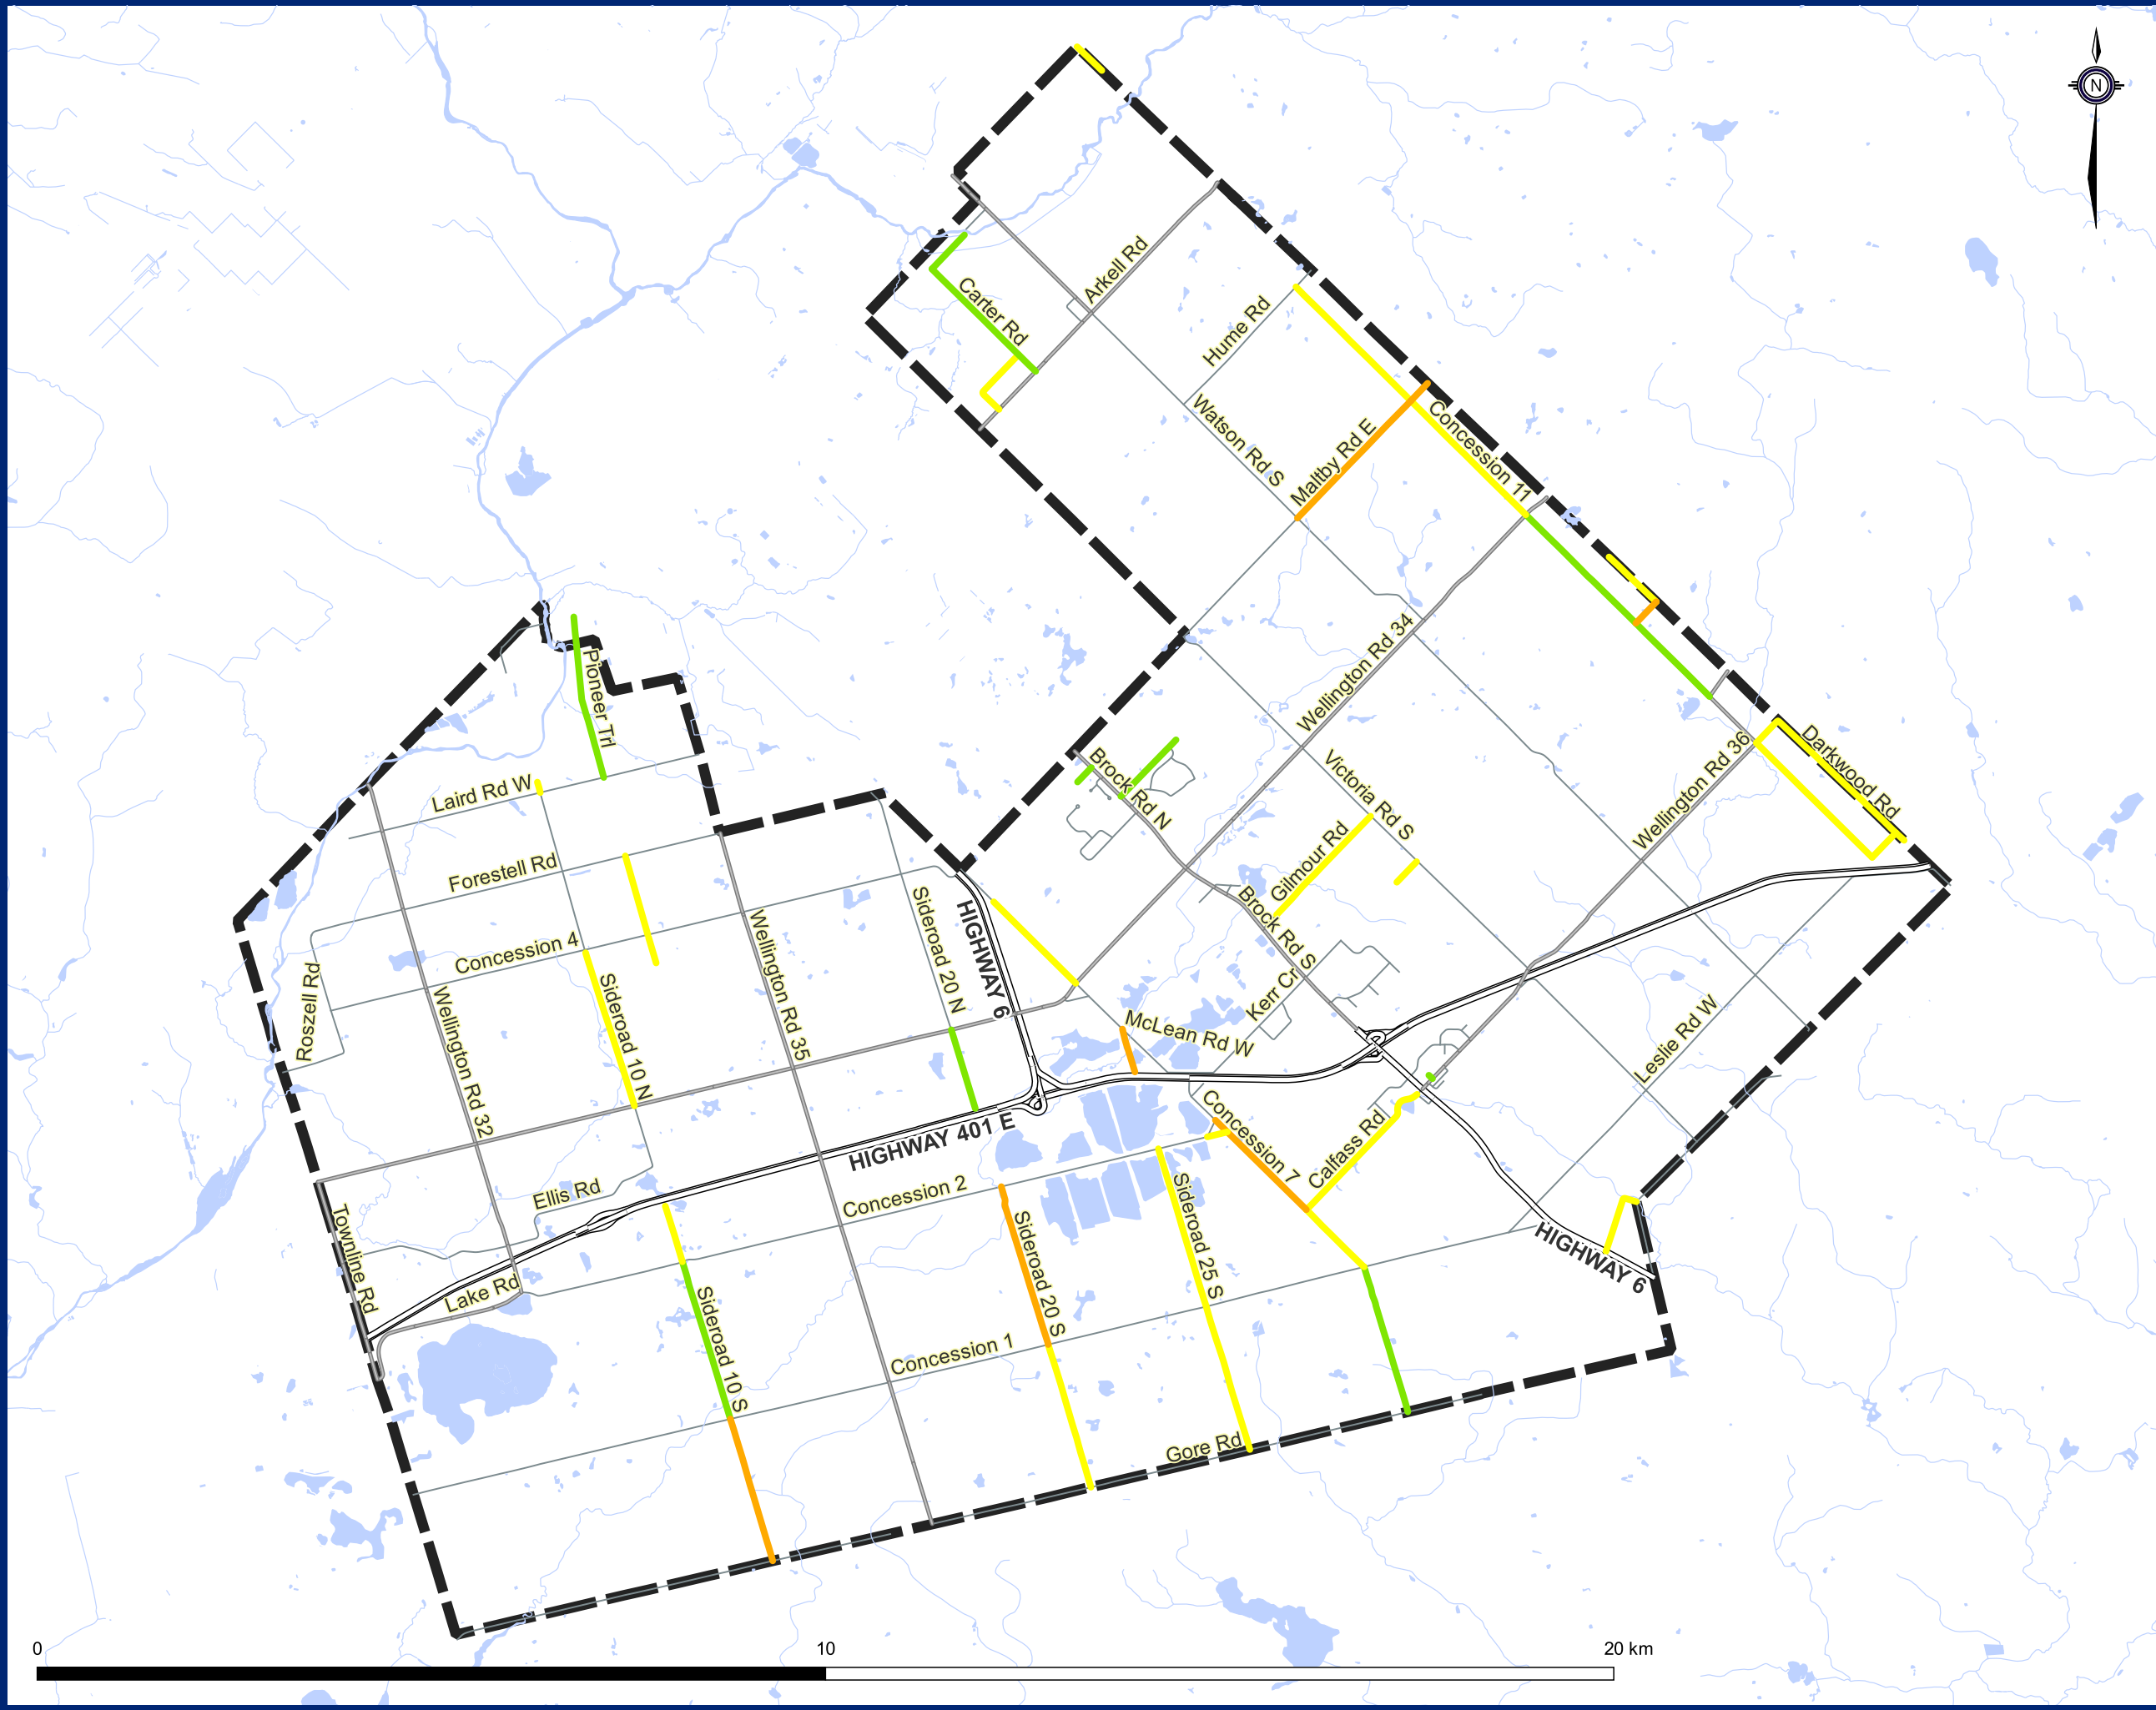 N
Arkell Rd
Carter Rd
Hume Rd
Watson Rd S
Maltby Rd E
Concession 11
Wellington Rd 34
Pioneer Trl
Brock Rd N
Victoria Rd S
Wellington Rd 36
Darkwood Rd
Laird Rd W
Gilmour Rd
Forestell Rd
Sideroad 20 N
HIGHWAY 6
Brock Rd S
Wellington Rd 35
Concession 4
Roszell Rd
Sideroad 10 N
Wellington Rd 32
Kerr Cr
McLean Rd W
Leslie Rd W
HIGHWAY 401 E
Concession 7
Calfass Rd
Ellis Rd
Concession 2
Sideroad 25 S
Townline Rd
Sideroad 20 S
HIGHWAY 6
Lake Rd
Sideroad 10 S
Concession 1
Gore Rd
0
10
20 km